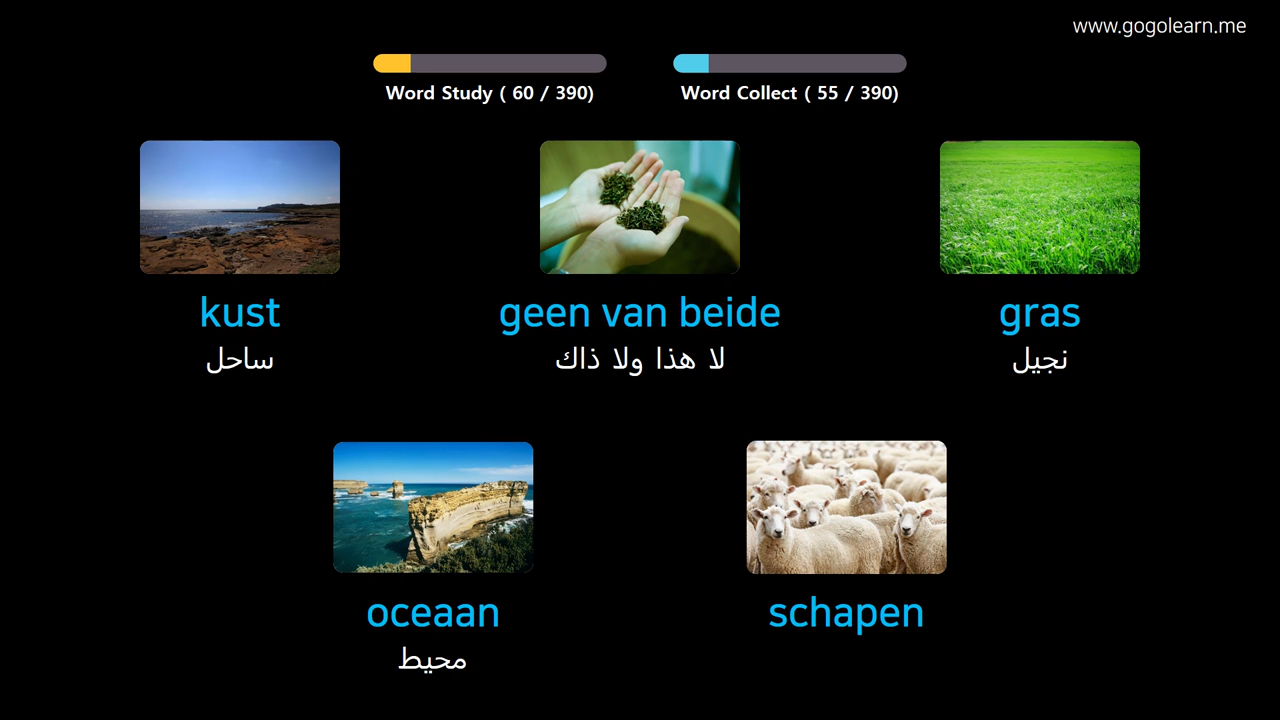 www.gogolearn.me
Word Study ( 60 / 390)
Word Collect ( 55 / 390)
kust
ساحل
geen van beide
لا هذا ولا ذاك
gras
نجيل
oceaan
محيط
schapen